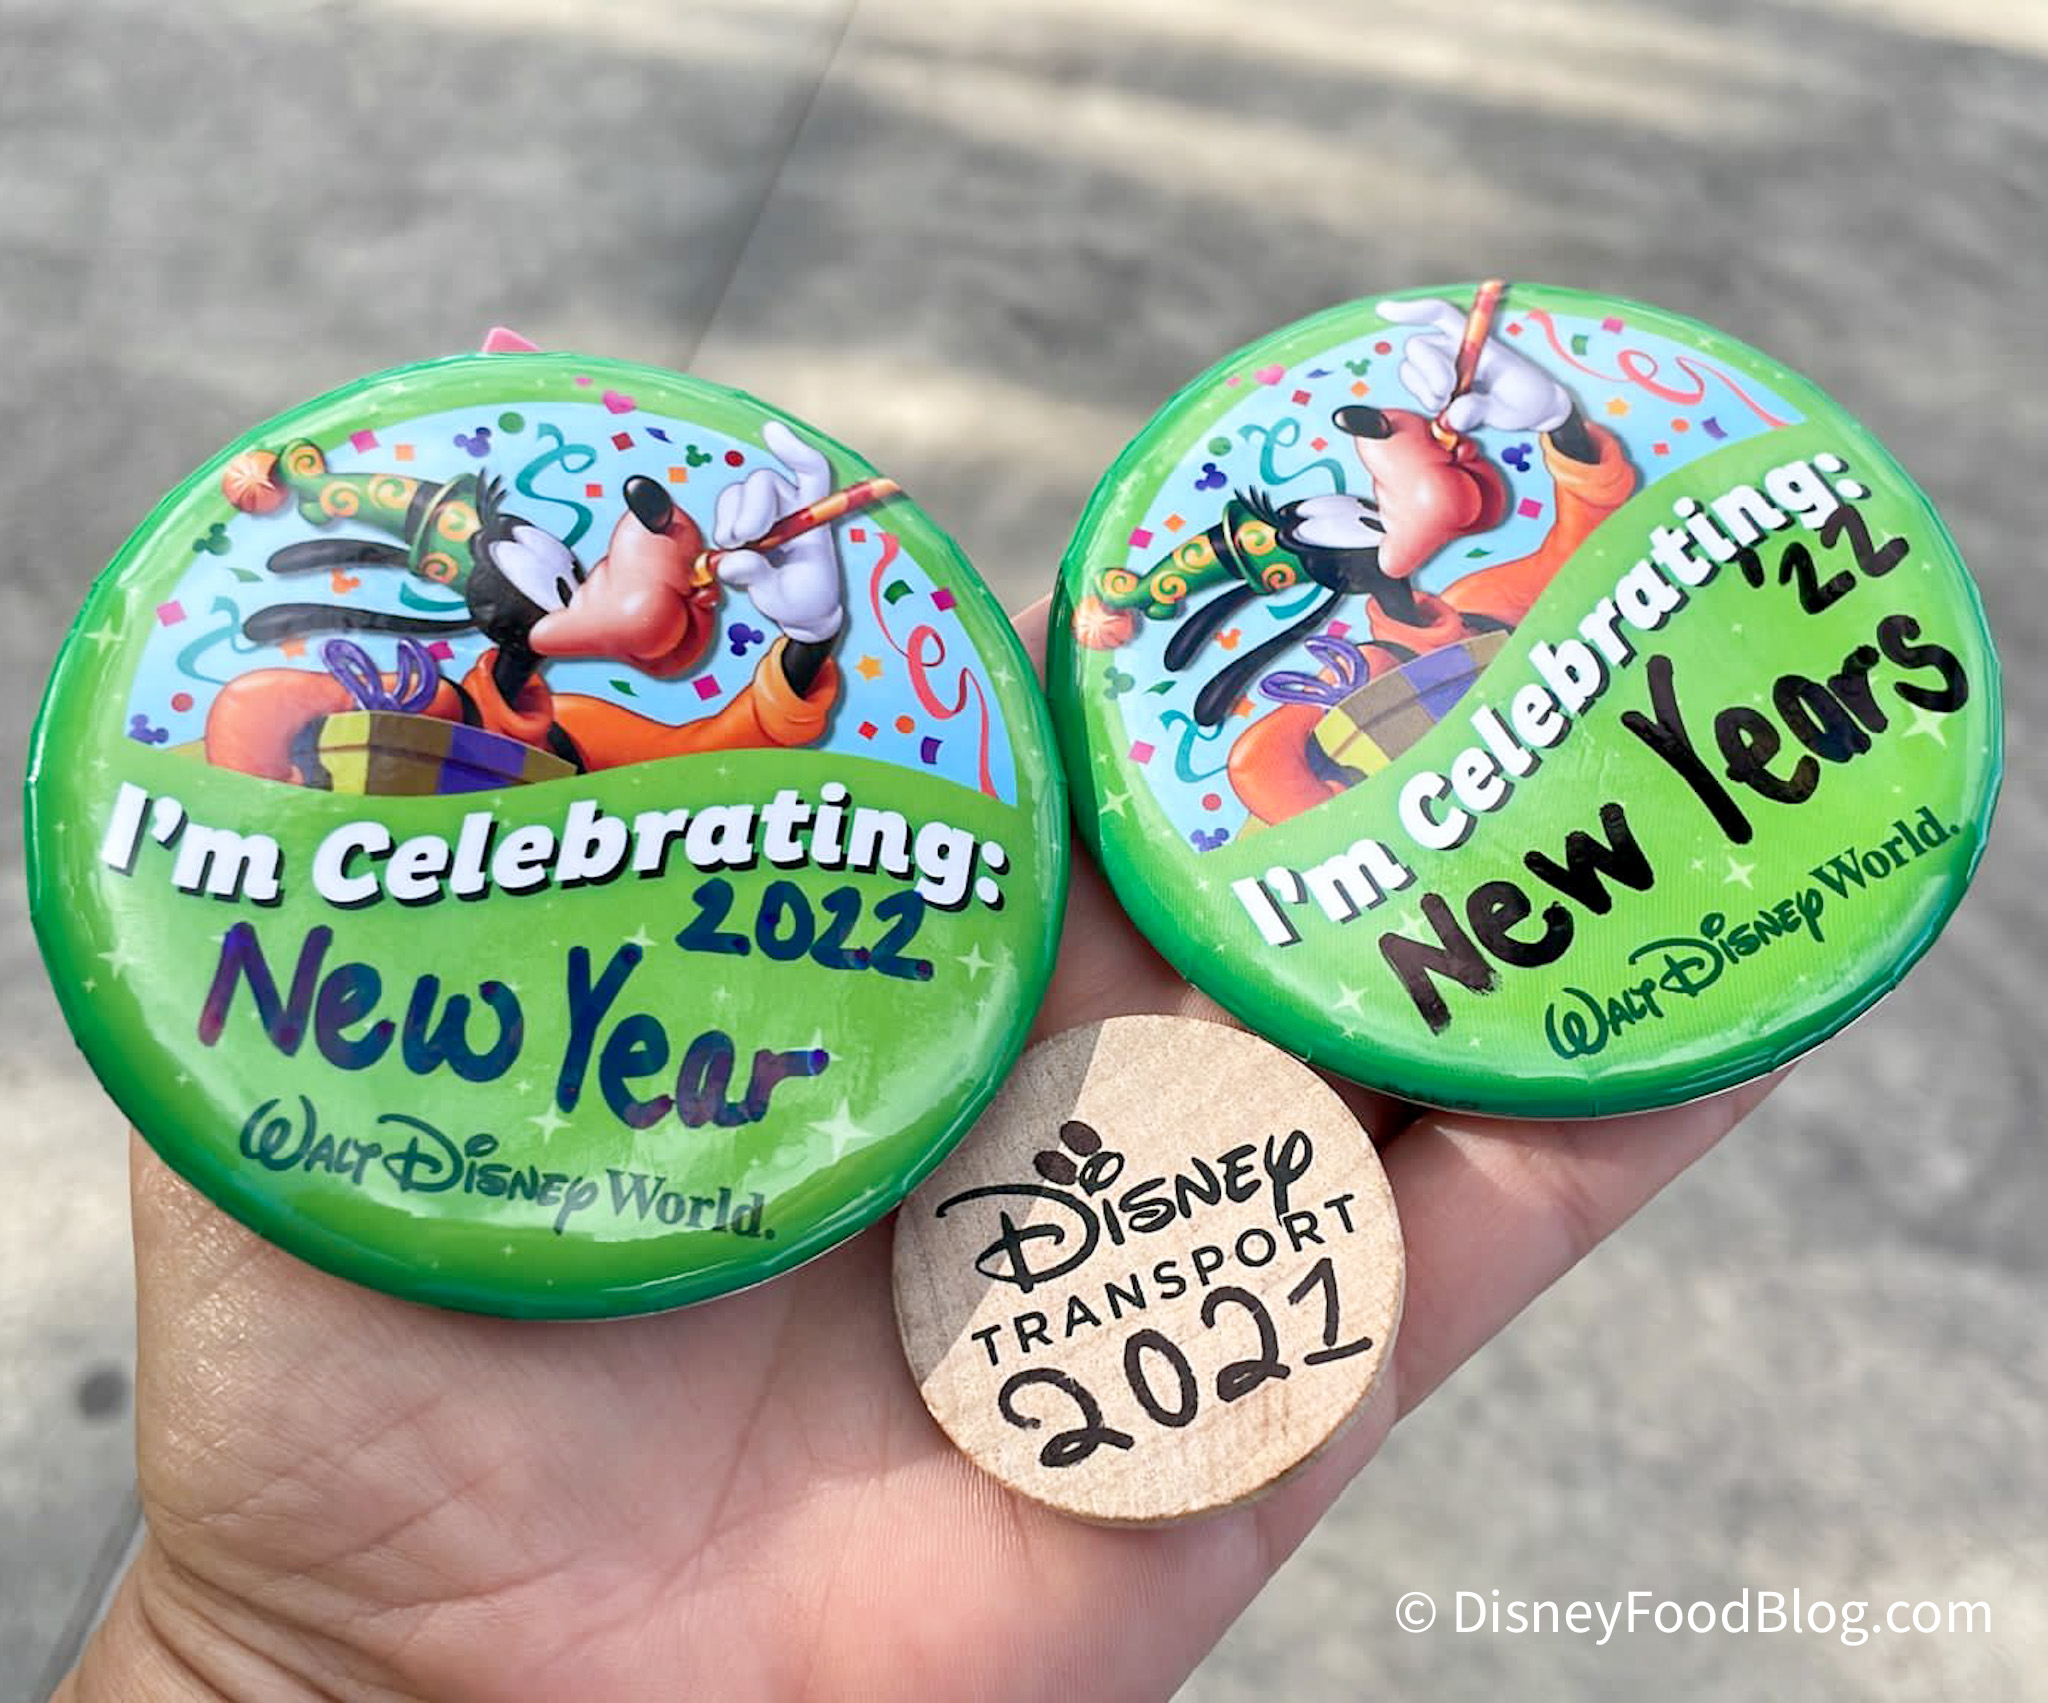 I'm Celebrating:
2022
New Year
Walt Disney World.
I'm Celebrating:
'22
New Years
Walt Disney World.
Disney
TRANSPORT
2021
© DisneyFoodBlog.com